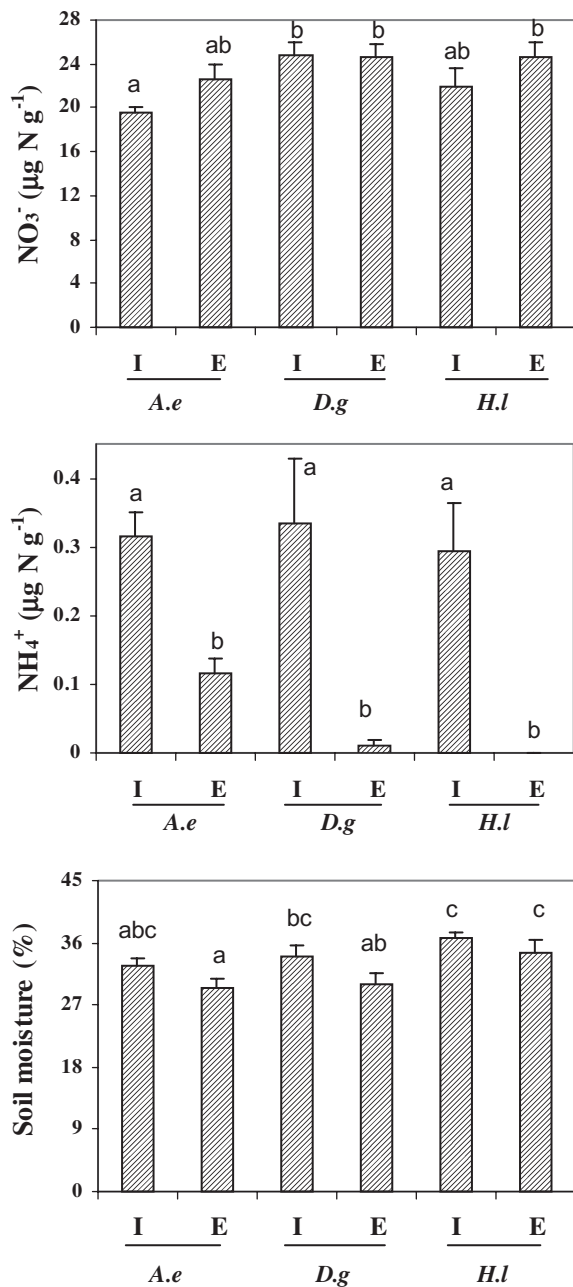 28
24
20
16
12
8
4
0
NO₃⁻ (µg N g⁻¹)
a ab b b ab b
I E I E I E
A.e D.g H.l
0.4
0.3
0.2
0.1
0
NH₄⁺ (µg N g⁻¹)
a b a b a b
I E I E I E
A.e D.g H.l
45
36
27
18
9
0
Soil moisture (%)
abc a bc ab c c
I E I E I E
A.e D.g H.l